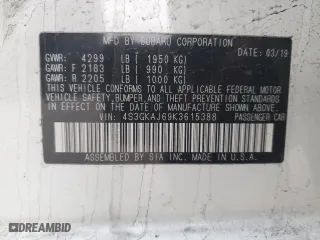 MFD BY SUBARU CORPORATION
GVWR: 4299 LB ( 1950 KG) DATE: 03/19
GAWR: F 2183 LB ( 990 KG)
GAWR: R 2205 LB ( 1000 KG)
THIS VEHICLE CONFORMS TO ALL APPLICABLE
FEDERAL MOTOR VEHICLE SAFETY, BUMPER, AND THEFT
PREVENTION STANDARDS IN EFFECT ON THE DATE
OF MANUFACTURE SHOWN ABOVE.
VIN: 4S3GKAJ69K3615388 PASSENGER CAR
ASSEMBLED BY SIA INC. MADE IN U.S.A.